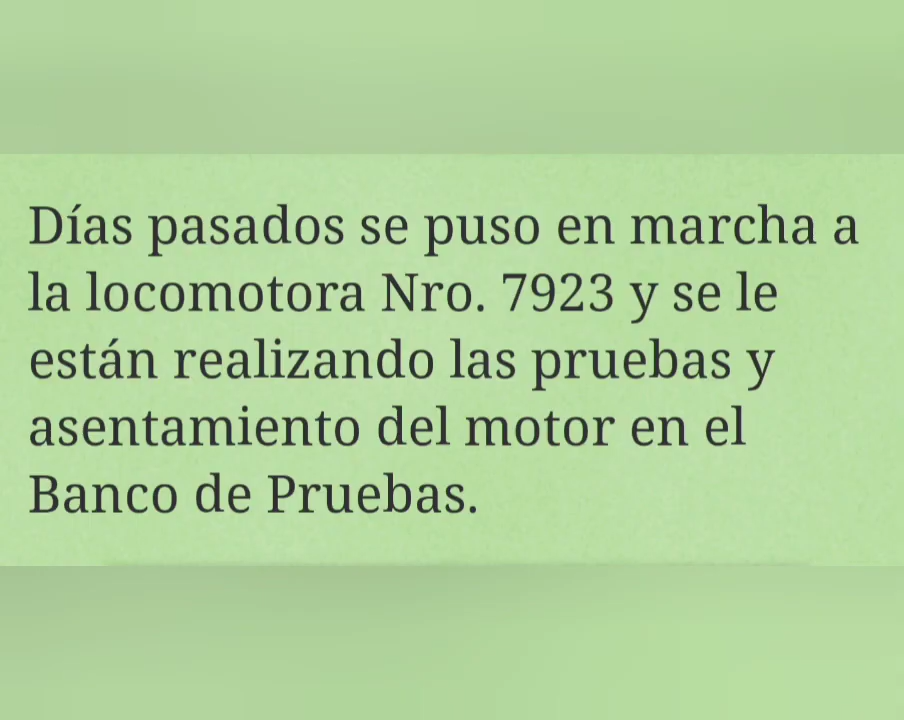 Días pasados se puso en marcha a
la locomotora Nro. 7923 y se le
están realizando las pruebas y
asentamiento del motor en el
Banco de Pruebas.